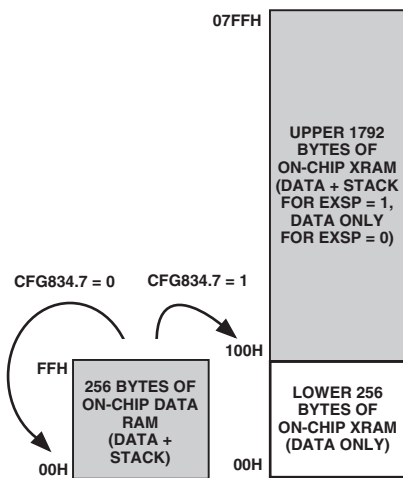 07FFH
UPPER 1792
BYTES OF
ON-CHIP XRAM
(DATA + STACK
FOR EXSP = 1,
DATA ONLY
FOR EXSP = 0)
CFG834.7 = 0
CFG834.7 = 1
100H
FFH
256 BYTES OF
ON-CHIP DATA
RAM
(DATA +
STACK)
00H
LOWER 256
BYTES OF
ON-CHIP XRAM
(DATA ONLY)
00H